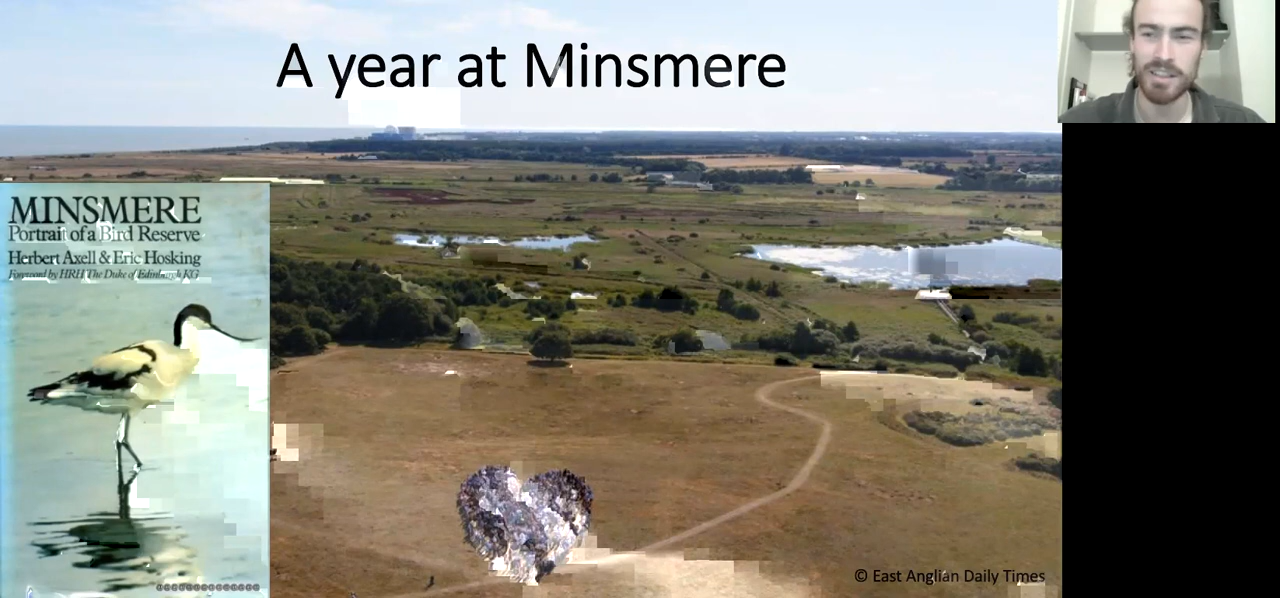 A year at Minsmere
MINSMERE
Portrait of a Bird Reserve
Herbert Axell & Eric Hosking
Foreword by HRH The Duke of Edinburgh KG
© East Anglian Daily Times